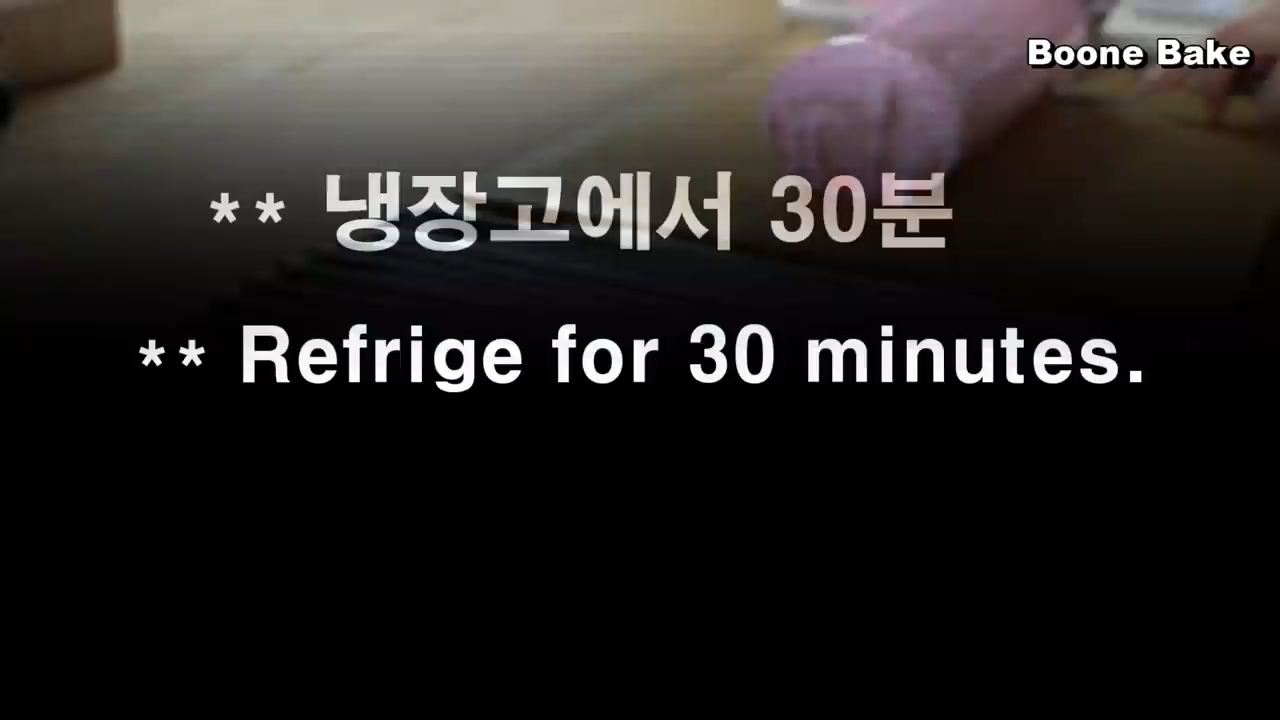 Boone Bake
** 냉장고에서 30분
** Refrige for 30 minutes.